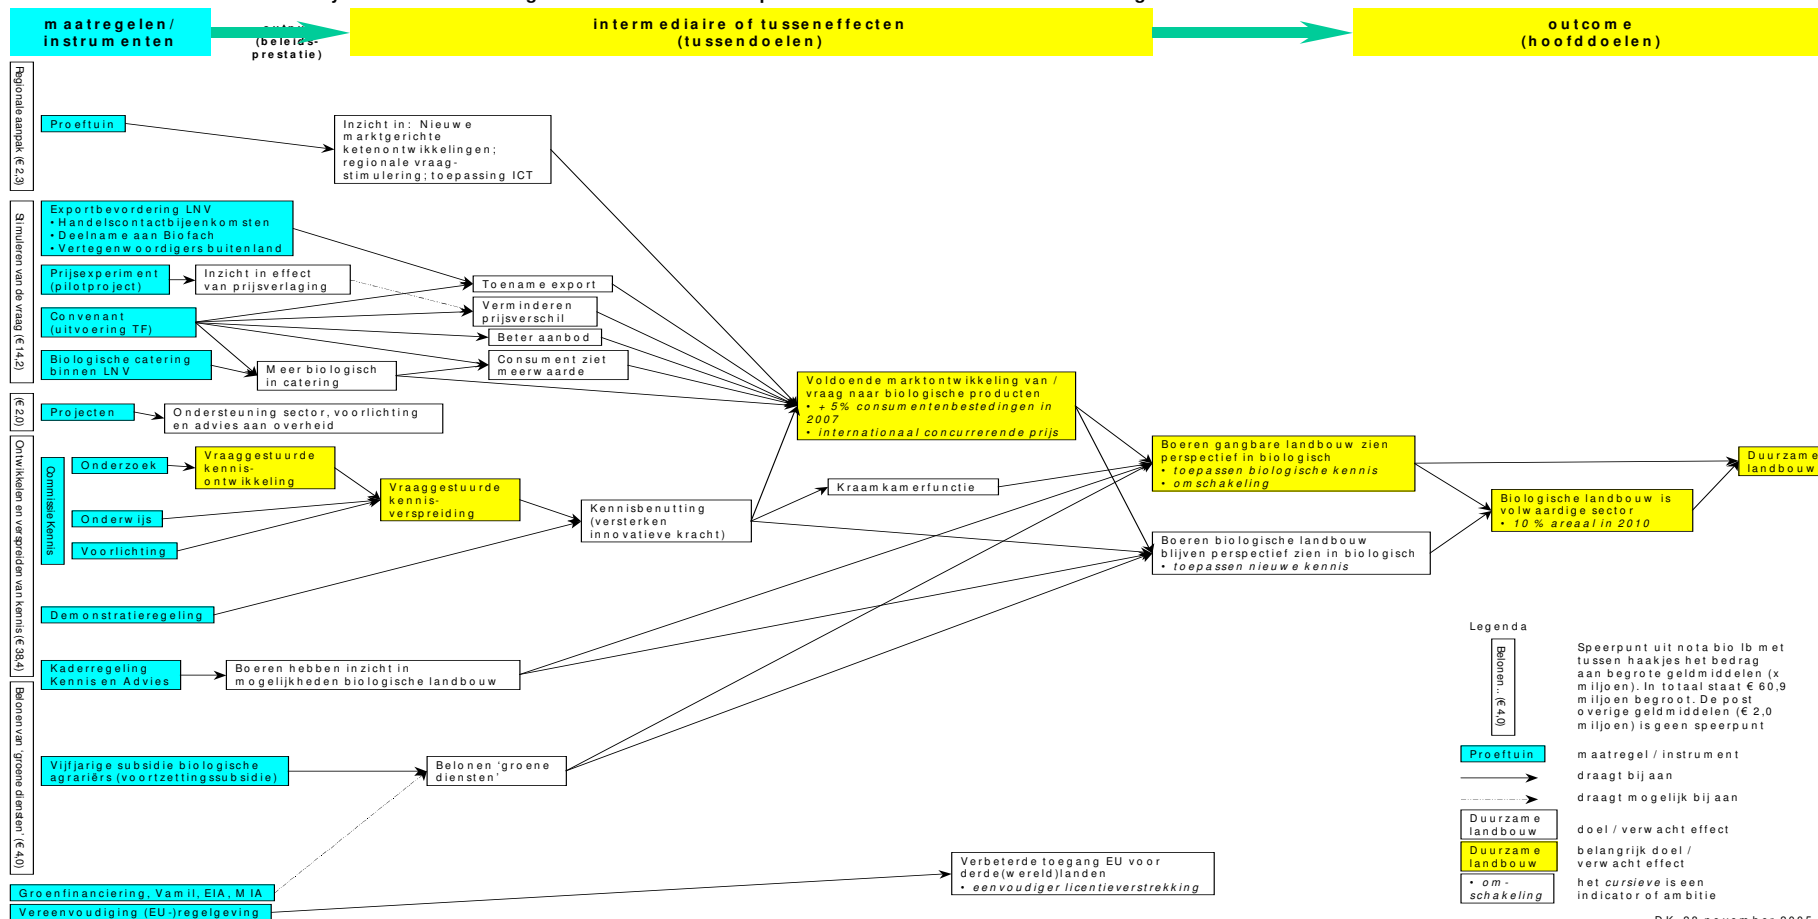 maatregelen/
instrumenten
(beleids-
prestatie)
intermediaire of tusseneffecten
(tussendoelen)
outcome
(hoofddoelen)
Regionale aanpak (€ 2,3)
Proeftuin
Inzicht in: Nieuwe
marktgerichte
ketenontwikkelingen;
regionale vraag-
stimulering; toepassing ICT
Stimuleren van de vraag (€ 14,2)
Exportbevordering LNV
• Handelscontactbijeenkomsten
• Deelname aan Biofach
• Vertegenwoordigers buitenland
Prijsexperiment
(pilotproject)
Inzicht in effect
van prijsverlaging
Convenant
(uitvoering TF)
Biologische catering
binnen LNV
Meer biologisch
in catering
Toename export
Verminderen
prijsverschil
Beter aanbod
Consument ziet
meerwaarde
(€ 2,0)
Projecten
Ondersteuning sector, voorlichting
en advies aan overheid
Voldoende marktontwikkeling van /
vraag naar biologische producten
• + 5% consumentenbestedingen in
2007
• internationaal concurrerende prijs
Ontwikkelen en verspreiden van kennis (€ 38,4)
Commissie Kennis
Onderzoek
Onderwijs
Voorlichting
Vraaggestuurde
kennis-
ontwikkeling
Vraaggestuurde
kennis-
verspreiding
Kennisbenutting
(versterken
innovatieve kracht)
Kraamkamerfunctie
Boeren gangbare landbouw zien
perspectief in biologisch
• toepassen biologische kennis
• omschakeling
Boeren biologische landbouw
blijven perspectief zien in biologisch
• toepassen nieuwe kennis
Biologische landbouw is
volwaardige sector
• 10 % areaal in 2010
Duurzame
landbouw
Demonstratieregeling
Kaderregeling
Kennis en Advies
Boeren hebben inzicht in
mogelijkheden biologische landbouw
Belonen van 'groene diensten' (€ 4,0)
Vijfjarige subsidie biologische
agrariërs (voortzettingssubsidie)
Belonen 'groene
diensten'
Groenfinanciering, Vamil, EIA, MIA
Vereenvoudiging (EU-)regelgeving
Verbeterde toegang EU voor
derde(wereld)landen
• eenvoudiger licentieverstrekking
Legenda
Belonen.. (€ 4,0)
Speerpunt uit nota bio lb met
tussen haakjes het bedrag
aan begrote geldmiddelen (x
miljoen). In totaal staat € 60,9
miljoen begroot. De post
overige geldmiddelen (€ 2,0
miljoen) is geen speerpunt
Proeftuin
maatregel / instrument
draagt bij aan
draagt mogelijk bij aan
Duurzame
landbouw
doel / verwacht effect
Duurzame
landbouw
belangrijk doel /
verwacht effect
• om-
schakeling
het cursieve is een
indicator of ambitie